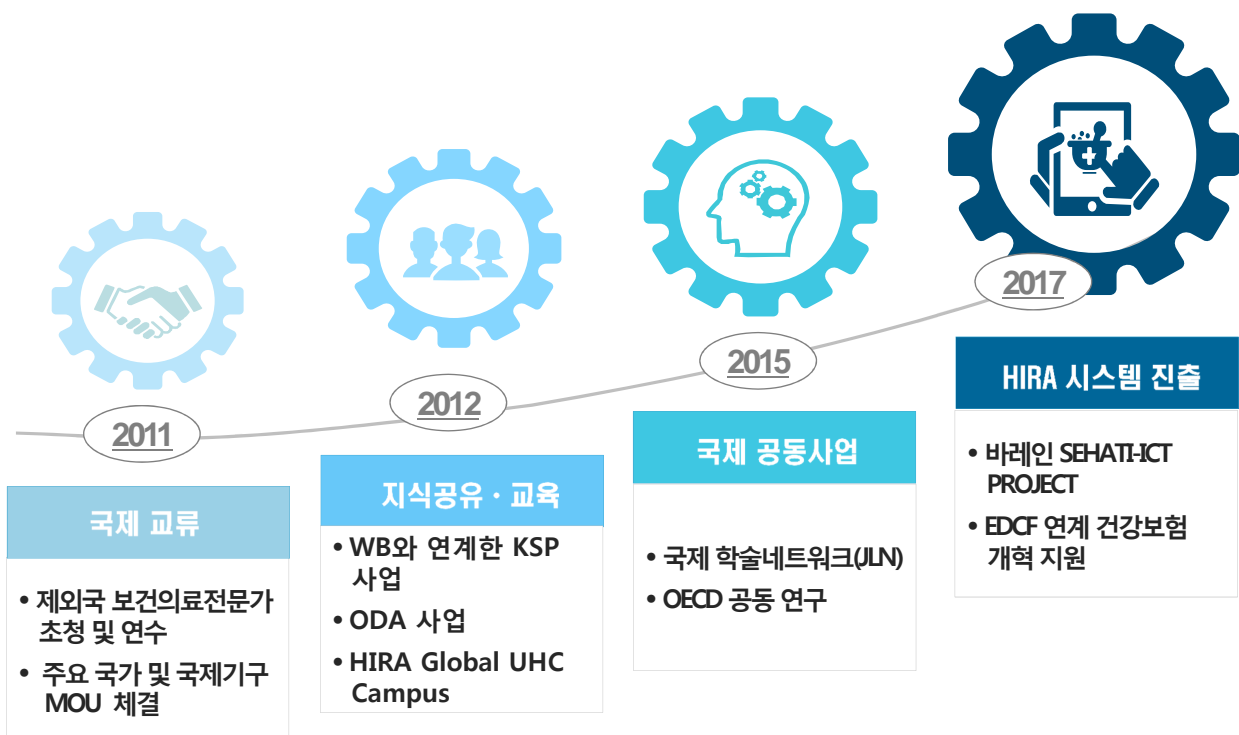 2011
국제 교류
• 제외국 보건의료전문가
초청 및 연수
• 주요 국가 및 국제기구
MOU 체결
2012
지식공유 · 교육
• WB와 연계한 KSP
사업
• ODA 사업
• HIRA Global UHC
Campus
2015
국제 공동사업
• 국제 학술네트워크(JLN)
• OECD 공동 연구
2017
HIRA 시스템 진출
• 바레인 SEHATI-ICT
PROJECT
• EDCF 연계 건강보험
개혁 지원